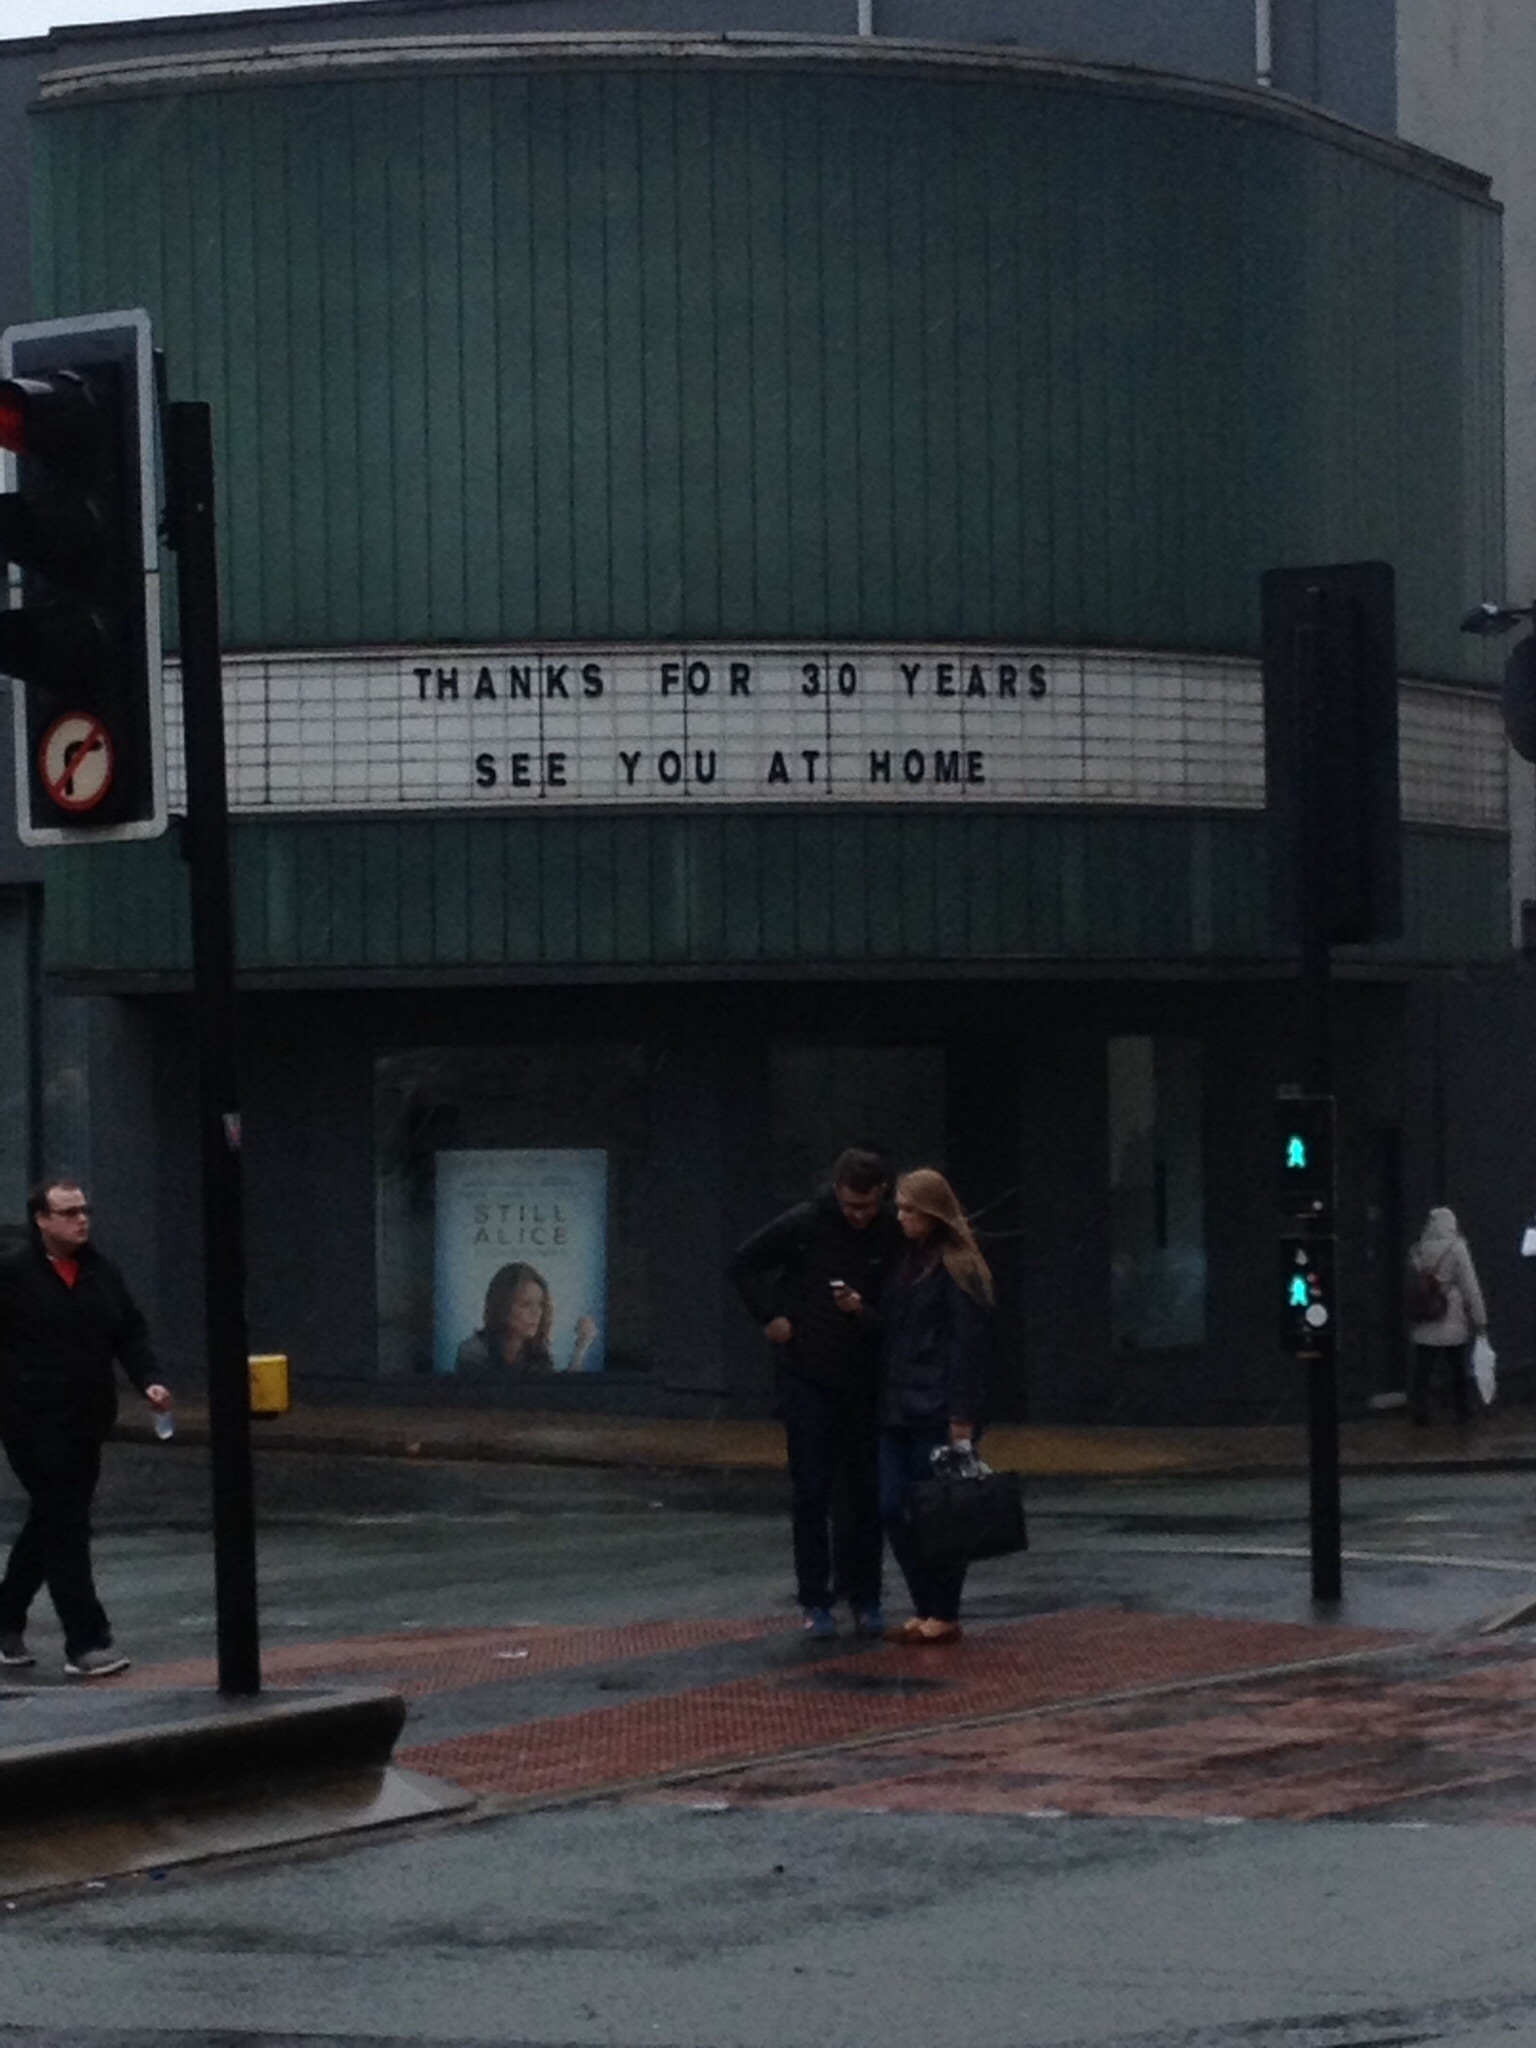 THANKS FOR 30 YEARS
SEE YOU AT HOME
STILL
ALICE